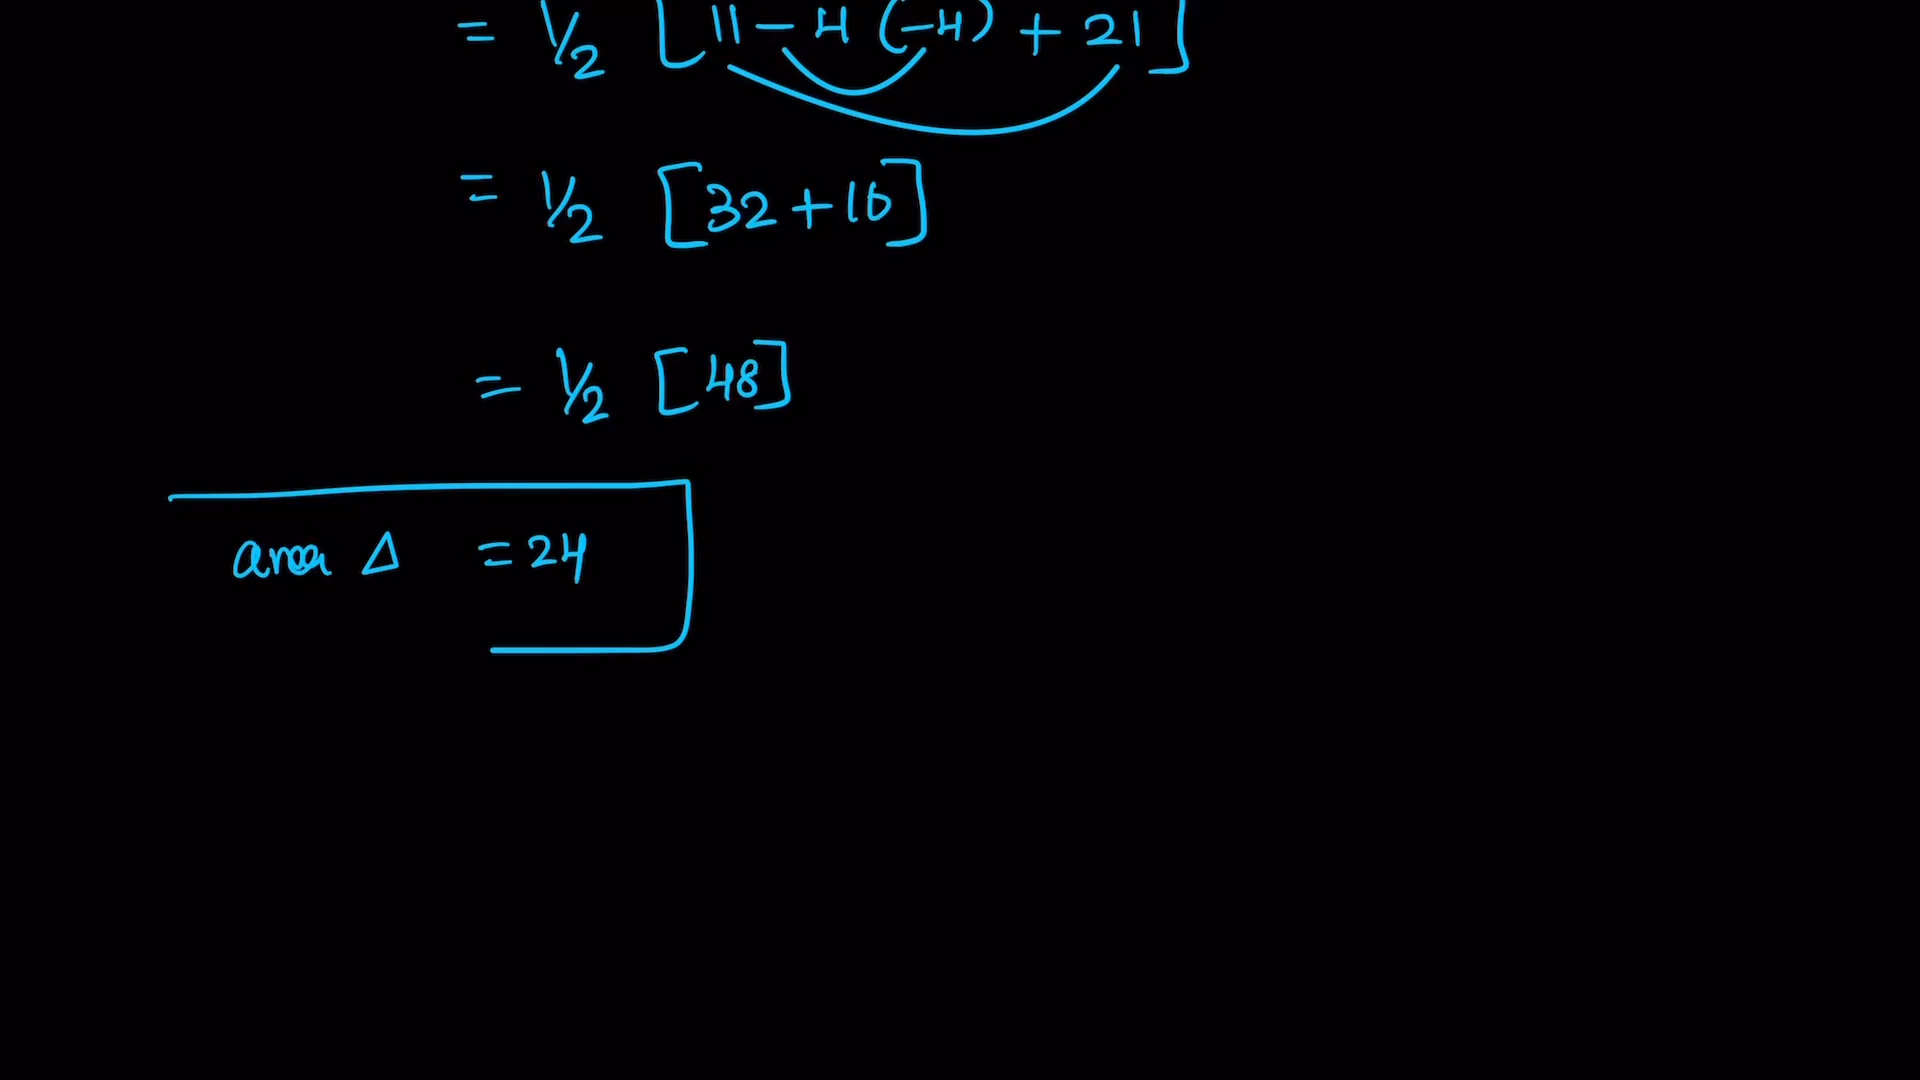 = 1/2 [11 - 4 (-4) + 21]
= 1/2 [32 + 16]
= 1/2 [48]
area Δ = 24